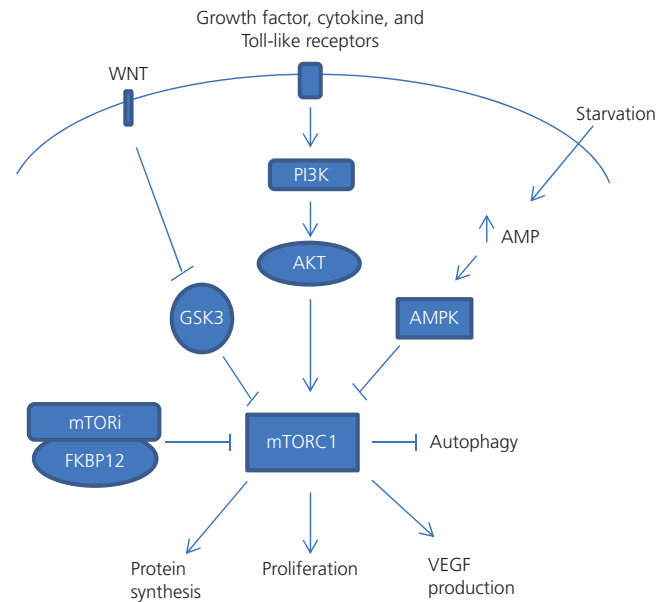 Growth factor, cytokine, and
Toll-like receptors
WNT
Starvation
PI3K
AMP
AKT
GSK3
AMPK
mTORi
FKBP12
mTORC1
Autophagy
Protein
synthesis
Proliferation
VEGF
production